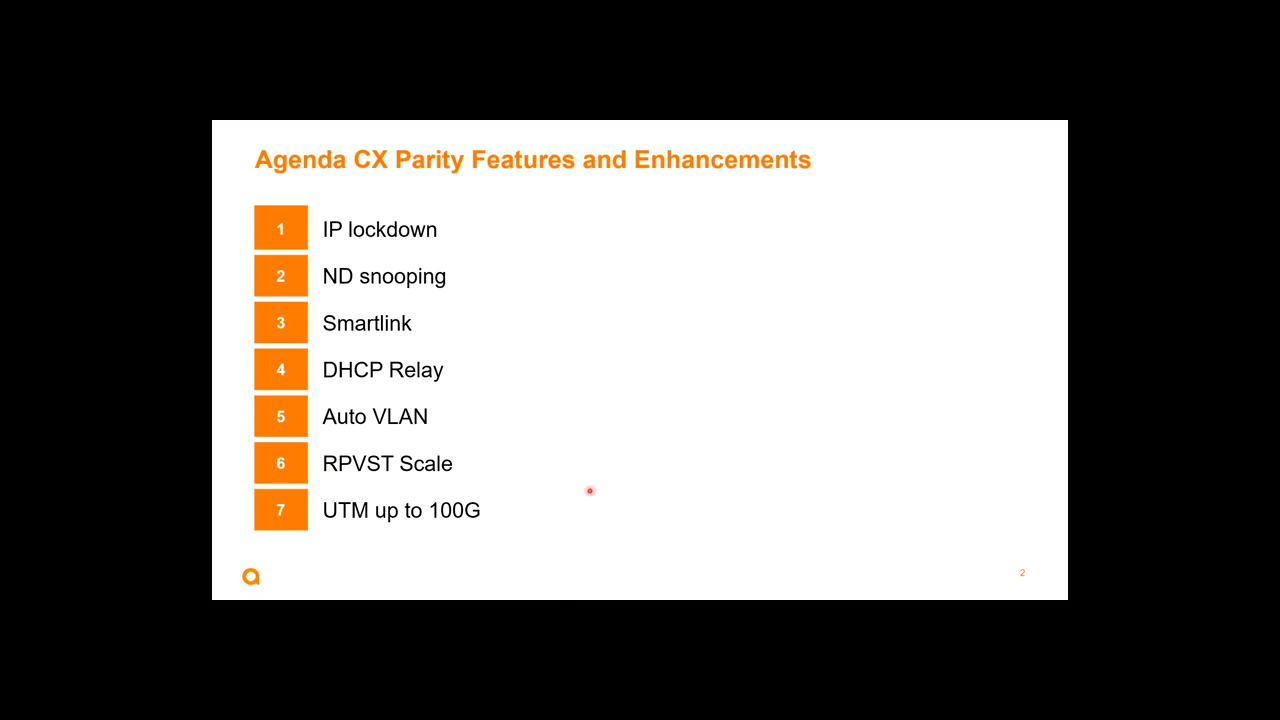 Agenda CX Parity Features and Enhancements
1 IP lockdown
2 ND snooping
3 Smartlink
4 DHCP Relay
5 Auto VLAN
6 RPVST Scale
7 UTM up to 100G
2